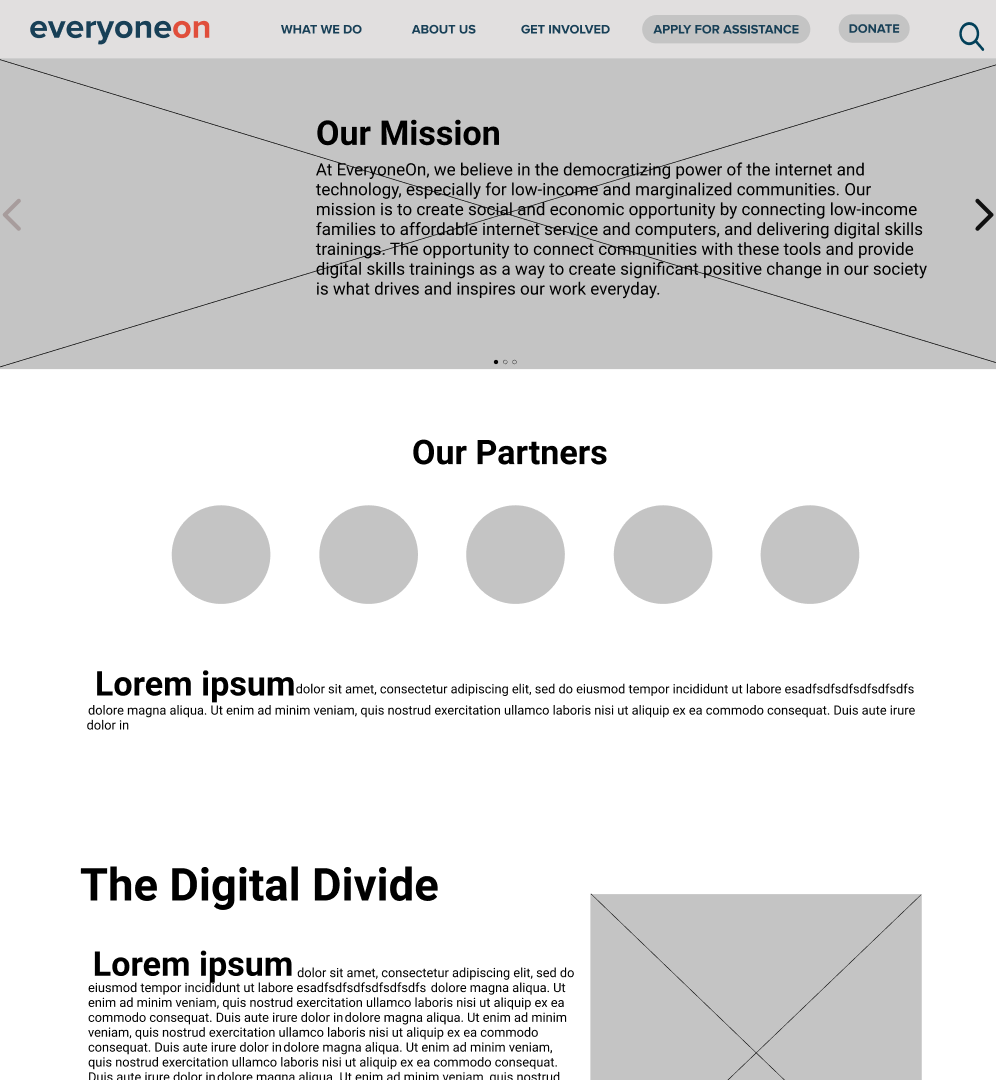 everyoneon
WHAT WE DO
ABOUT US
GET INVOLVED
APPLY FOR ASSISTANCE
DONATE
Our Mission
At EveryoneOn, we believe in the democratizing power of the internet and
technology, especially for low-income and marginalized communities. Our
mission is to create social and economic opportunity by connecting low-income
families to affordable internet service and computers, and delivering digital skills
trainings. The opportunity to connect communities with these tools and provide
digital skills trainings as a way to create significant positive change in our society
is what drives and inspires our work everyday.
Our Partners
Lorem ipsum dolor sit amet, consectetur adipiscing elit, sed do eiusmod tempor incididunt ut labore esadfsdfsdfsdfsdfsdfs
dolore magna aliqua. Ut enim ad minim veniam, quis nostrud exercitation ullamco laboris nisi ut aliquip ex ea commodo consequat. Duis aute irure
dolor in
The Digital Divide
Lorem ipsum dolor sit amet, consectetur adipiscing elit, sed do
eiusmod tempor incididunt ut labore esadfsdfsdfsdfsdfsdfs dolore magna aliqua. Ut
enim ad minim veniam, quis nostrud exercitation ullamco laboris nisi ut aliquip ex ea
commodo consequat. Duis aute irure dolor in dolore magna aliqua. Ut enim ad minim
veniam, quis nostrud exercitation ullamco laboris nisi ut aliquip ex ea commodo
consequat. Duis aute irure dolor in dolore magna aliqua. Ut enim ad minim veniam,
quis nostrud exercitation ullamco laboris nisi ut aliquip ex ea commodo consequat.
Duis aute irure dolor in dolore magna aliqua. Ut enim ad minim veniam, quis nostrud